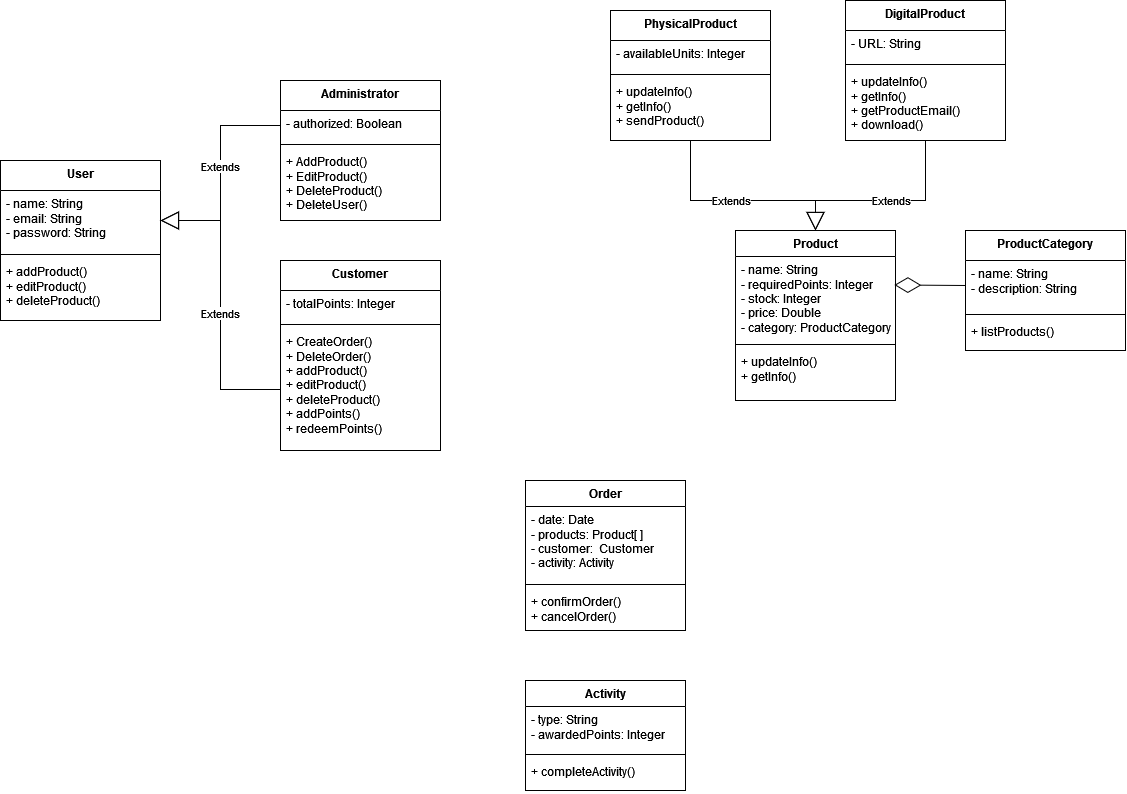 PhysicalProduct
- availableUnits: Integer
+ updateInfo()
+ getInfo()
+ sendProduct()
DigitalProduct
- URL: String
+ updateInfo()
+ getInfo()
+ getProductEmail()
+ download()
Administrator
- authorized: Boolean
+ AddProduct()
+ EditProduct()
+ DeleteProduct()
+ DeleteUser()
Extends
User
- name: String
- email: String
- password: String
+ addProduct()
+ editProduct()
+ deleteProduct()
Extends
Customer
- totalPoints: Integer
+ CreateOrder()
+ DeleteOrder()
+ addProduct()
+ editProduct()
+ deleteProduct()
+ addPoints()
+ redeemPoints()
Extends
Extends
Product
- name: String
- requiredPoints: Integer
- stock: Integer
- price: Double
- category: ProductCategory
+ updateInfo()
+ getInfo()
ProductCategory
- name: String
- description: String
+ listProducts()
Order
- date: Date
- products: Product[ ]
- customer:  Customer
- activity: Activity
+ confirmOrder()
+ cancelOrder()
Activity
- type: String
- awardedPoints: Integer
+ completeActivity()